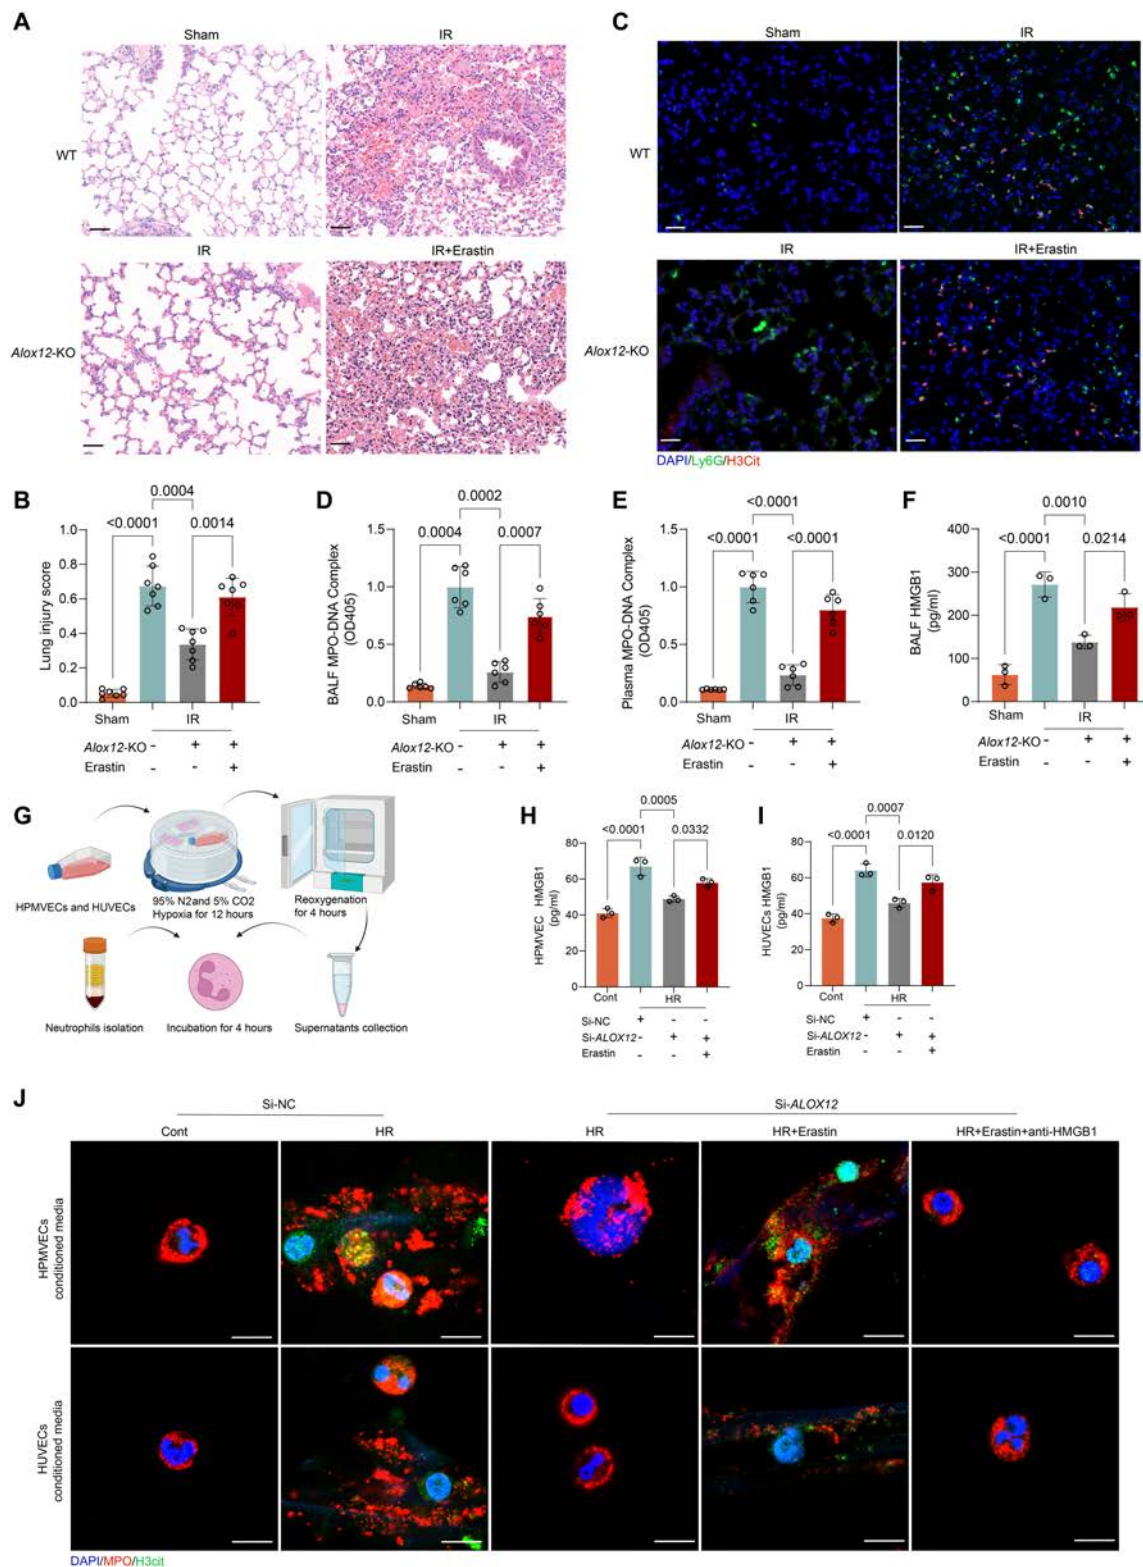 A
Sham
IR
WT
IR
IR+Erastin
Alox12-KO
C
Sham
IR
WT
IR
IR+Erastin
Alox12-KO
DAPI/Ly6G/H3Cit
B
0.0004
<0.0001
0.0014
Lung injury score
1.0
0.8
0.6
0.4
0.2
0.0
Sham
IR
Alox12-KO - + +
Erastin - - +
D
0.0002
0.0004
0.0007
BALF MPO-DNA Complex
(OD405)
1.5
1.0
0.5
0.0
Sham
IR
Alox12-KO - + +
Erastin - - +
E
<0.0001
<0.0001
<0.0001
Plasma MPO-DNA Complex
(OD405)
1.5
1.0
0.5
0.0
Sham
IR
Alox12-KO - + +
Erastin - - +
F
0.0010
<0.0001
0.0214
BALF HMGB1
(pg/ml)
400
300
200
100
0
Sham
IR
Alox12-KO - + +
Erastin - - +
G
HPMVECs and HUVECs
95% N2and 5% CO2
Hypoxia for 12 hours
Reoxygenation
for 4 hours
Neutrophils isolation
Incubation for 4 hours
Supernatants collection
H
0.0005
<0.0001
0.0332
HPMVEC HMGB1
(pg/ml)
80
60
40
20
0
Cont
HR
Si-NC + - -
Si-ALOX12 - + +
Erastin - - +
I
0.0007
<0.0001
0.0120
HUVECs HMGB1
(pg/ml)
80
60
40
20
0
Cont
HR
Si-NC + - -
Si-ALOX12 - + +
Erastin - - +
J
Si-NC
Si-ALOX12
Cont
HR
HR
HR+Erastin
HR+Erastin+anti-HMGB1
HPMVECs
conditioned media
HUVECs
conditioned media
DAPI/MPO/H3cit